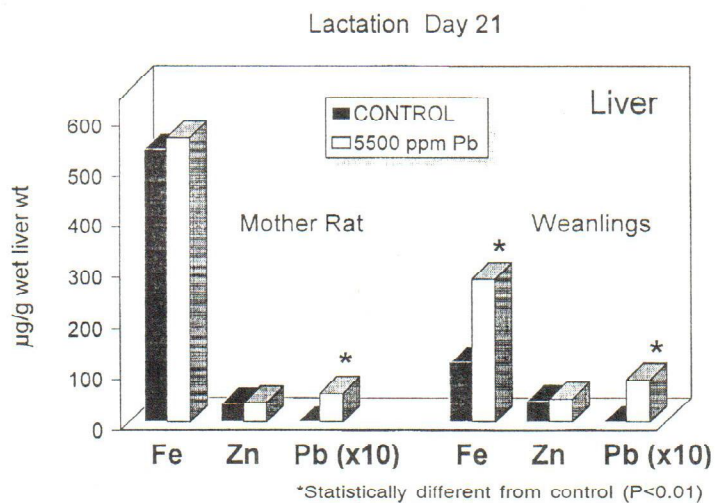 Lactation Day 21
Liver
CONTROL
5500 ppm Pb
Mother Rat
Weanlings
µg/g wet liver wt
600
500
400
300
200
100
0
*
*
*
Fe Zn Pb (x10) Fe Zn Pb (x10)
*Statistically different from control (P<0.01)